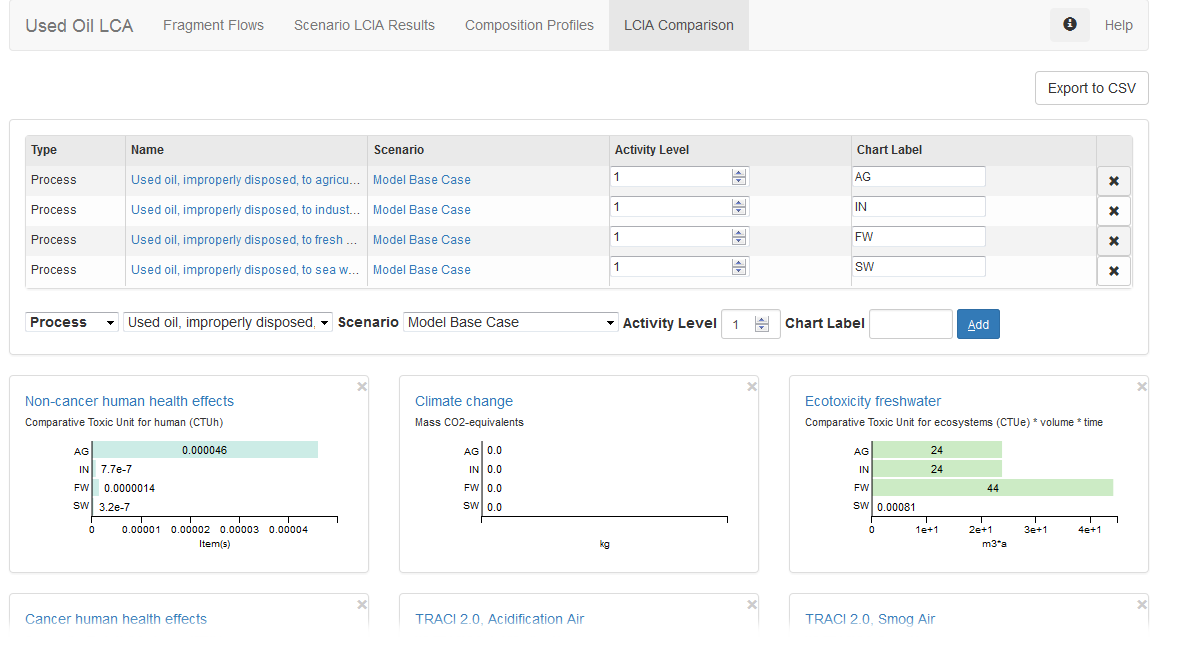 Used Oil LCA Fragment Flows Scenario LCIA Results Composition Profiles LCIA Comparison Help
Export to CSV
Type Name Scenario Activity Level Chart Label
Process Used oil, improperly disposed, to agricu... Model Base Case 1 AG
Process Used oil, improperly disposed, to indust... Model Base Case 1 IN
Process Used oil, improperly disposed, to fresh ... Model Base Case 1 FW
Process Used oil, improperly disposed, to sea w... Model Base Case 1 SW
Process Used oil, improperly disposed, Scenario Model Base Case Activity Level 1 Chart Label Add
Non-cancer human health effects
Comparative Toxic Unit for human (CTUh)
AG 0.000046
IN 7.7e-7
FW 0.0000014
SW 3.2e-7
0 0.00001 0.00002 0.00003 0.00004
Item(s)
Climate change
Mass CO2-equivalents
AG 0.0
IN 0.0
FW 0.0
SW 0.0
kg
Ecotoxicity freshwater
Comparative Toxic Unit for ecosystems (CTUe) * volume * time
AG 24
IN 24
FW 44
SW 0.00081
0 1e+1 2e+1 3e+1 4e+1
m3*a
Cancer human health effects
TRACI 2.0, Acidification Air
TRACI 2.0, Smog Air